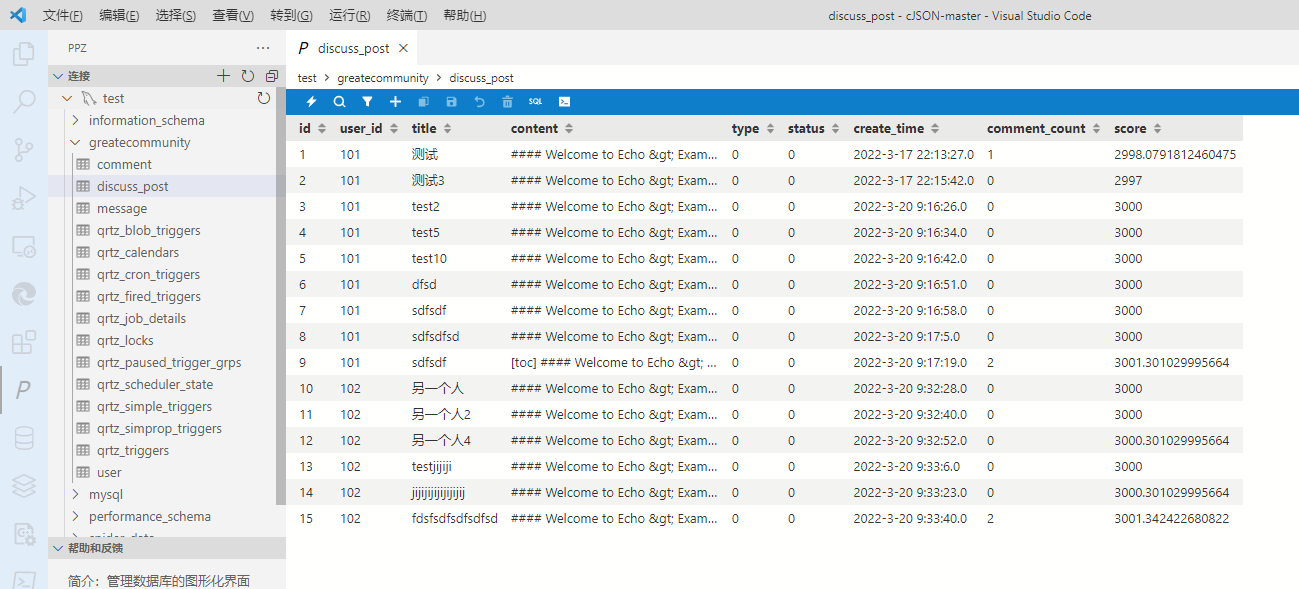 文件(F) 编辑(E) 选择(S) 查看(V) 转到(G) 运行(R) 终端(T) 帮助(H) discuss_post - cJSON-master - Visual Studio Code
PPZ
连接
test
information_schema
greatecommunity
comment
discuss_post
message
qrtz_blob_triggers
qrtz_calendars
qrtz_cron_triggers
qrtz_fired_triggers
qrtz_job_details
qrtz_locks
qrtz_paused_trigger_grps
qrtz_scheduler_state
qrtz_simple_triggers
qrtz_simprop_triggers
qrtz_triggers
user
mysql
performance_schema
帮助和反馈
简介：管理数据库的图形化界面
P discuss_post
test > greatecommunity > discuss_post
SQL
id user_id title content type status create_time comment_count score
1 101 测试 #### Welcome to Echo &gt; Exam... 0 0 2022-3-17 22:13:27.0 1 2998.0791812460475
2 101 测试3 #### Welcome to Echo &gt; Exam... 0 0 2022-3-17 22:15:42.0 0 2997
3 101 test2 #### Welcome to Echo &gt; Exam... 0 0 2022-3-20 9:16:26.0 0 3000
4 101 test5 #### Welcome to Echo &gt; Exam... 0 0 2022-3-20 9:16:34.0 0 3000
5 101 test10 #### Welcome to Echo &gt; Exam... 0 0 2022-3-20 9:16:42.0 0 3000
6 101 dfsd #### Welcome to Echo &gt; Exam... 0 0 2022-3-20 9:16:51.0 0 3000
7 101 sdfsdf #### Welcome to Echo &gt; Exam... 0 0 2022-3-20 9:16:58.0 0 3000
8 101 sdfsdfsd #### Welcome to Echo &gt; Exam... 0 0 2022-3-20 9:17:5.0 0 3000
9 101 sdfsdf [toc] #### Welcome to Echo &gt; ... 0 0 2022-3-20 9:17:19.0 2 3001.301029995664
10 102 另一个人 #### Welcome to Echo &gt; Exam... 0 0 2022-3-20 9:32:28.0 0 3000
11 102 另一个人2 #### Welcome to Echo &gt; Exam... 0 0 2022-3-20 9:32:40.0 0 3000
12 102 另一个人4 #### Welcome to Echo &gt; Exam... 0 0 2022-3-20 9:32:52.0 0 3000.301029995664
13 102 testjijiji #### Welcome to Echo &gt; Exam... 0 0 2022-3-20 9:33:6.0 0 3000
14 102 jijijijijijijijij #### Welcome to Echo &gt; Exam... 0 0 2022-3-20 9:33:23.0 0 3000.301029995664
15 102 fdsfsdfsdfsdfsd #### Welcome to Echo &gt; Exam... 0 0 2022-3-20 9:33:40.0 2 3001.342422680822